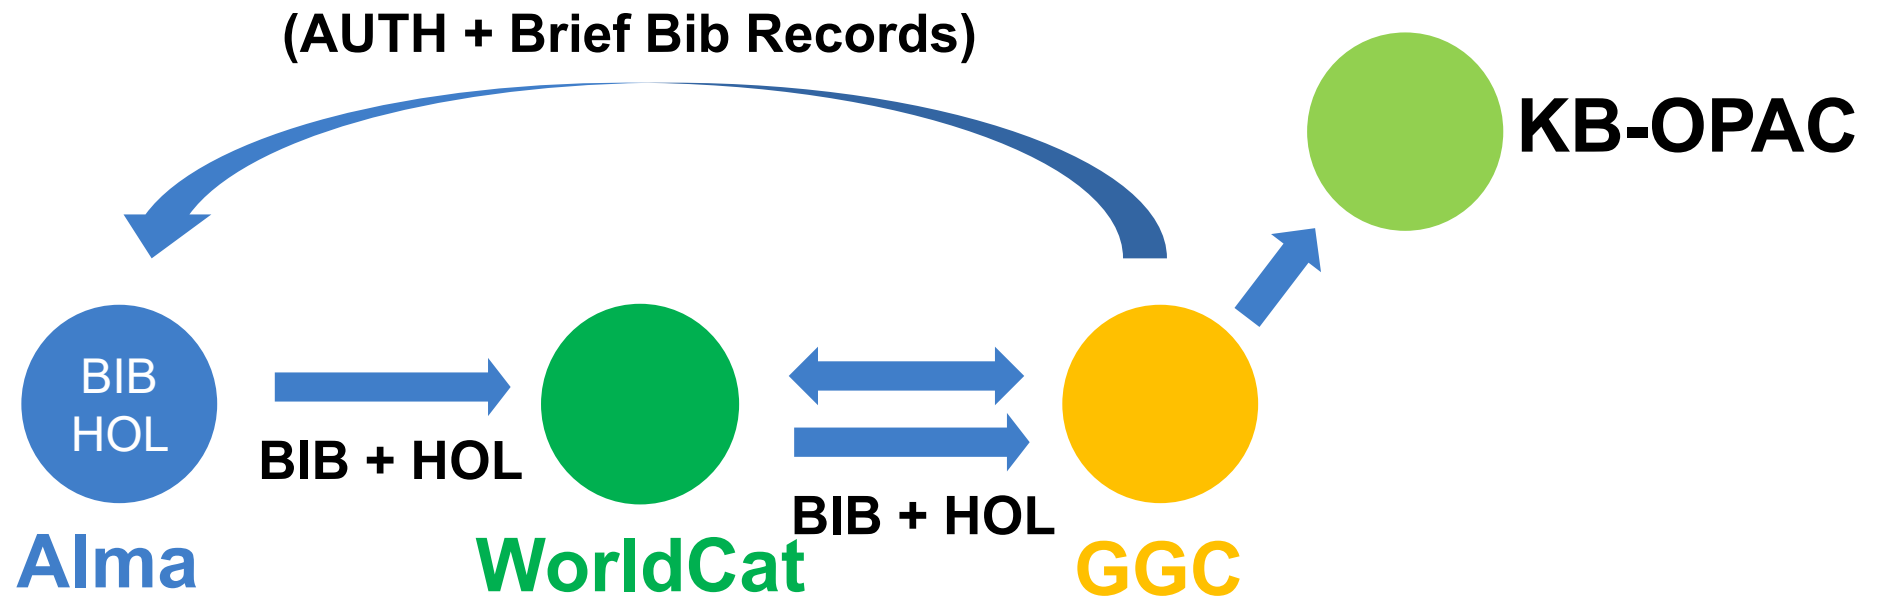 (AUTH + Brief Bib Records)
KB-OPAC
BIB
HOL
BIB + HOL
BIB + HOL
Alma
WorldCat
GGC